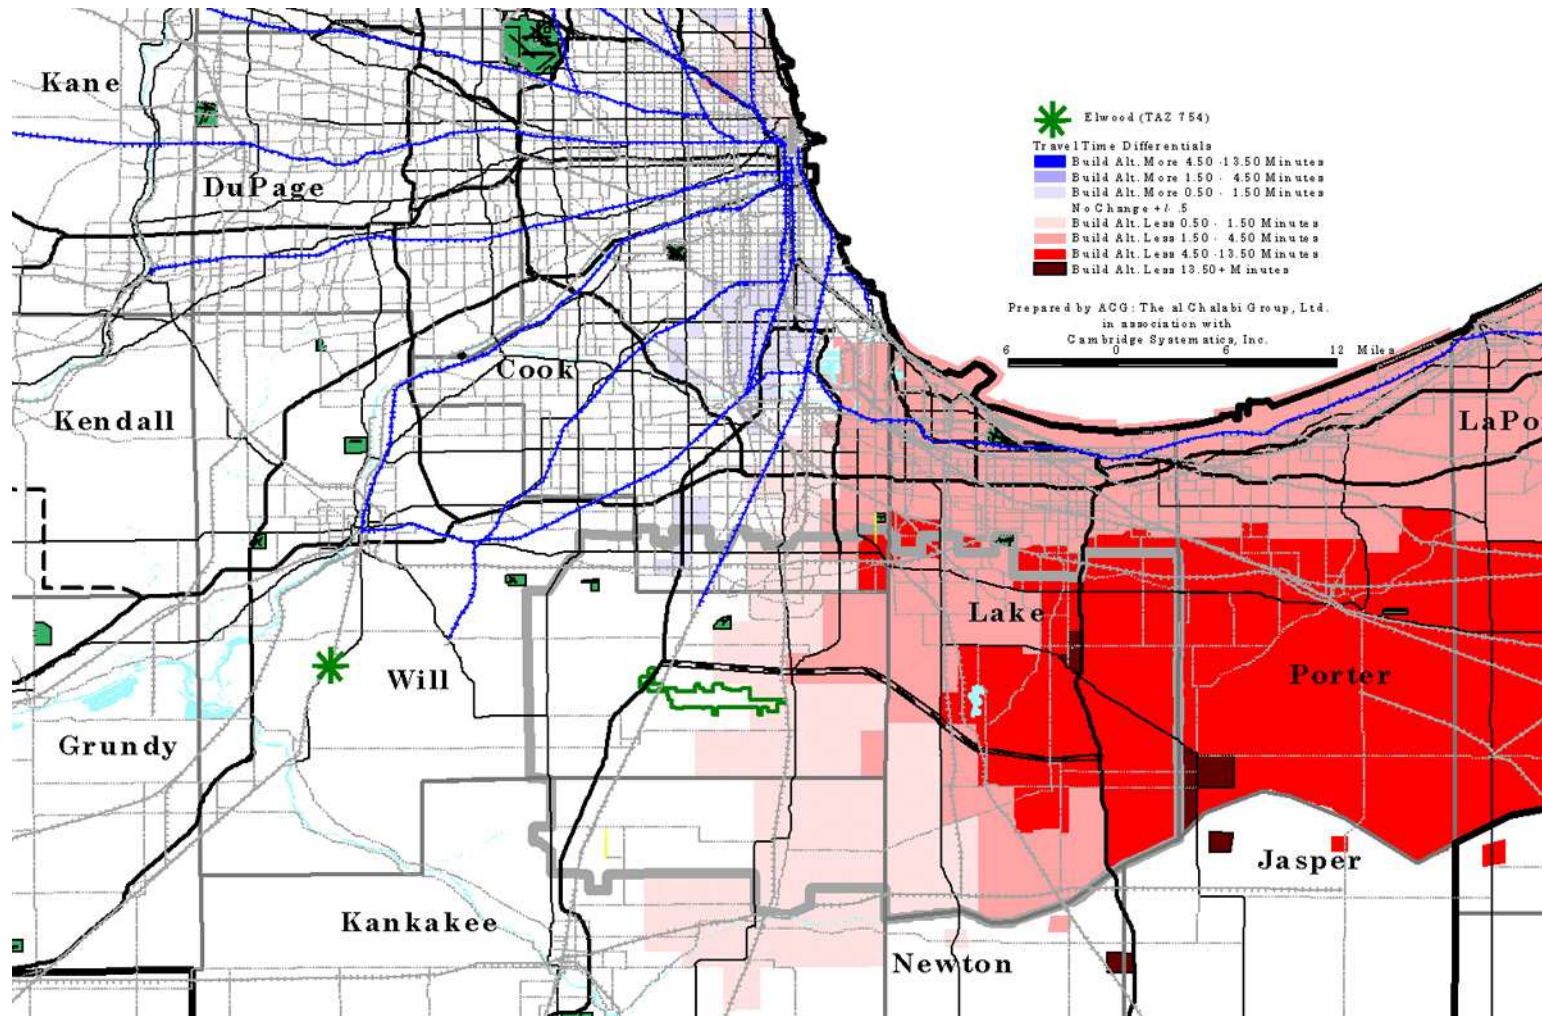 Kane
DuPage
Elwood (TAZ 754)
Travel Time Differentials
Build Alt. More 4.50 - 13.50 Minutes
Build Alt. More 1.50 - 4.50 Minutes
Build Alt. More 0.50 - 1.50 Minutes
No Change +/- .5
Build Alt. Less 0.50 - 1.50 Minutes
Build Alt. Less 1.50 - 4.50 Minutes
Build Alt. Less 4.50 -13.50 Minutes
Build Alt. Less 13.50+ Minutes
Prepared by ACG: The al Chalabi Group, Ltd.
in association with
Cambridge Systematics, Inc.
6 0 6 12 Miles
Cook
Kendall
LaPo
Lake
Will
Porter
Grundy
Jasper
Kankakee
Newton